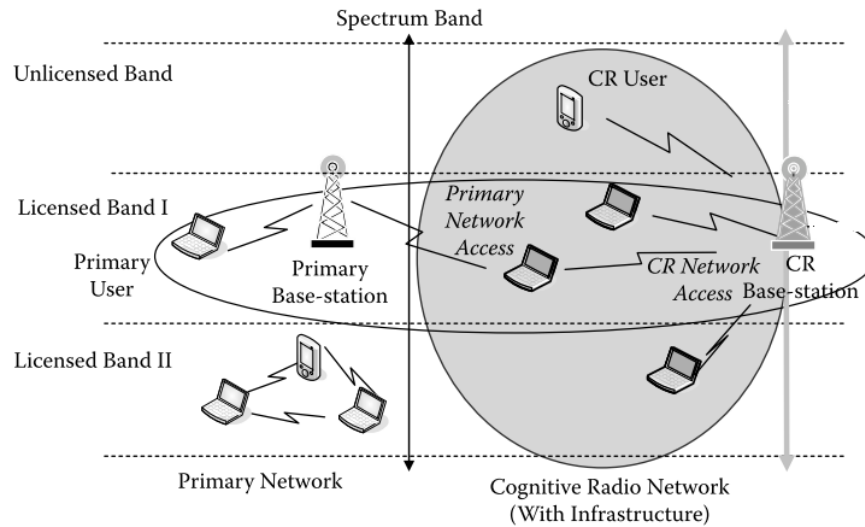 Spectrum Band
Unlicensed Band
CR User
Licensed Band I
Primary
Network
Access
Primary
User
Primary
Base-station
CR Network
Access
CR
Base-station
Licensed Band II
Primary Network
Cognitive Radio Network
(With Infrastructure)